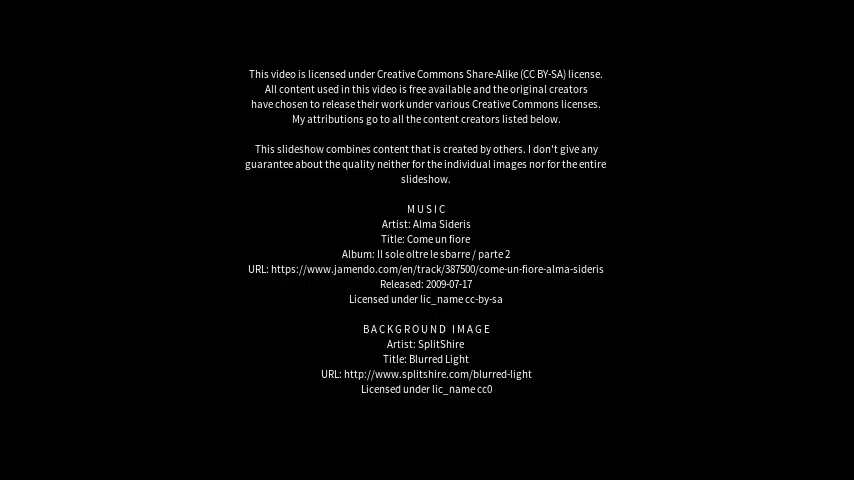 This video is licensed under Creative Commons Share-Alike (CC BY-SA) license.
All content used in this video is free available and the original creators
have chosen to release their work under various Creative Commons licenses.
My attributions go to all the content creators listed below.
This slideshow combines content that is created by others. I don't give any
guarantee about the quality neither for the individual images nor for the entire
slideshow.
MUSIC
Artist: Alma Sideris
Title: Come un fiore
Album: Il sole oltre le sbarre / parte 2
URL: https://www.jamendo.com/en/track/387500/come-un-fiore-alma-sideris
Released: 2009-07-17
Licensed under lic_name cc-by-sa
BACKGROUND IMAGE
Artist: SplitShire
Title: Blurred Light
URL: http://www.splitshire.com/blurred-light
Licensed under lic_name cc0